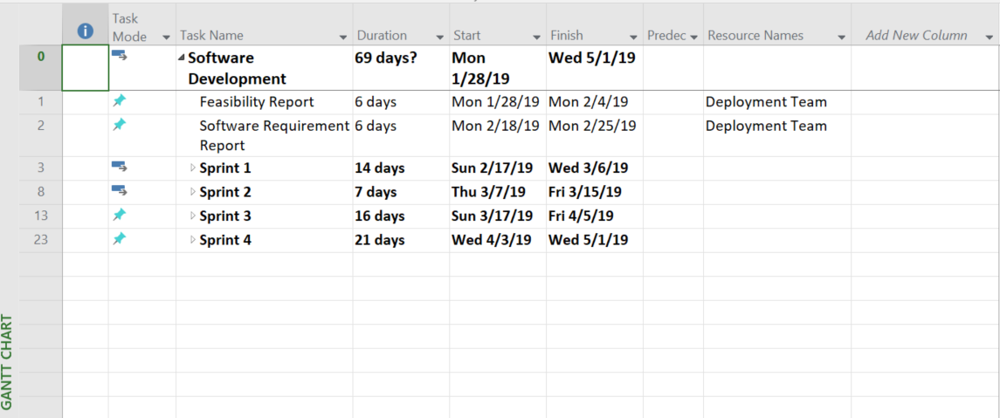 Task Mode Task Name Duration Start Finish Predec Resource Names Add New Column
0 Software Development 69 days? Mon 1/28/19 Wed 5/1/19
1 Feasibility Report 6 days Mon 1/28/19 Mon 2/4/19 Deployment Team
2 Software Requirement Report 6 days Mon 2/18/19 Mon 2/25/19 Deployment Team
3 Sprint 1 14 days Sun 2/17/19 Wed 3/6/19
8 Sprint 2 7 days Thu 3/7/19 Fri 3/15/19
13 Sprint 3 16 days Sun 3/17/19 Fri 4/5/19
23 Sprint 4 21 days Wed 4/3/19 Wed 5/1/19
GANTT CHART